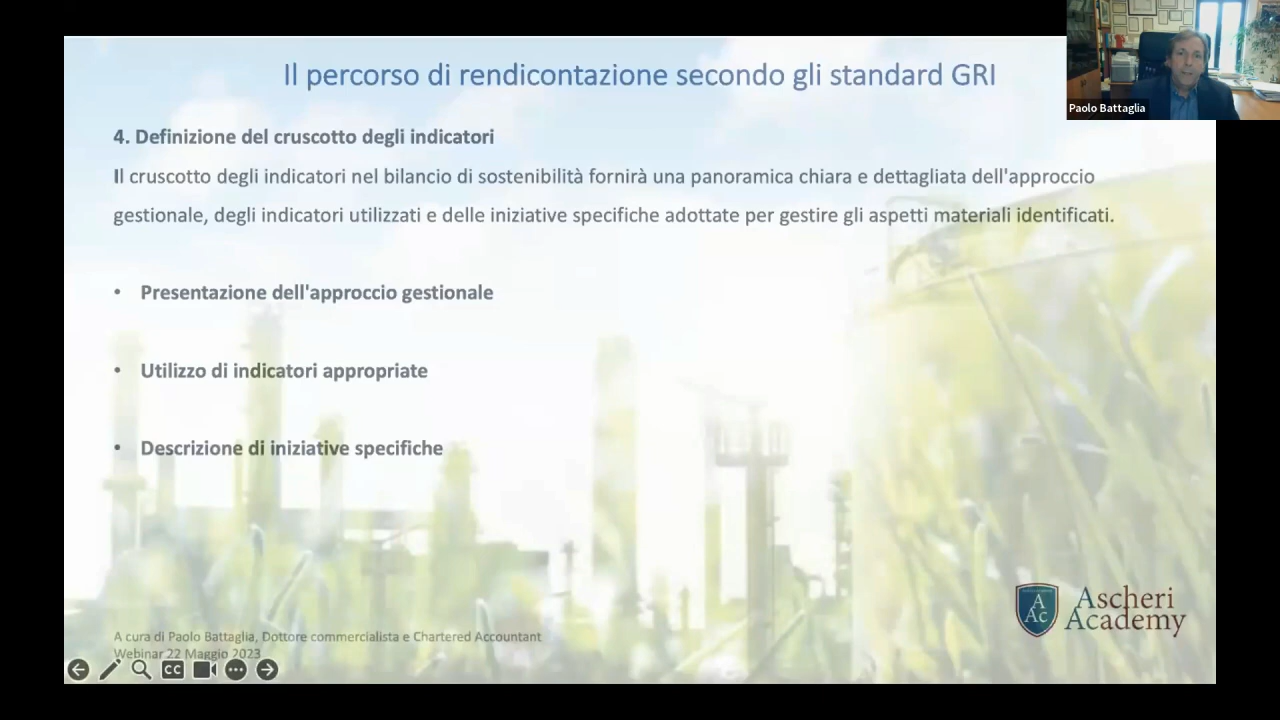 Il percorso di rendicontazione secondo gli standard GRI
Paolo Battaglia
4. Definizione del cruscotto degli indicatori
Il cruscotto degli indicatori nel bilancio di sostenibilità fornirà una panoramica chiara e dettagliata dell'approccio
gestionale, degli indicatori utilizzati e delle iniziative specifiche adottate per gestire gli aspetti materiali identificati.
• Presentazione dell'approccio gestionale
• Utilizzo di indicatori appropriate
• Descrizione di iniziative specifiche
A Ac
Ascheri
Academy
A cura di Paolo Battaglia, Dottore commercialista e Chartered Accountant
Webinar 22 Maggio 2023
CC